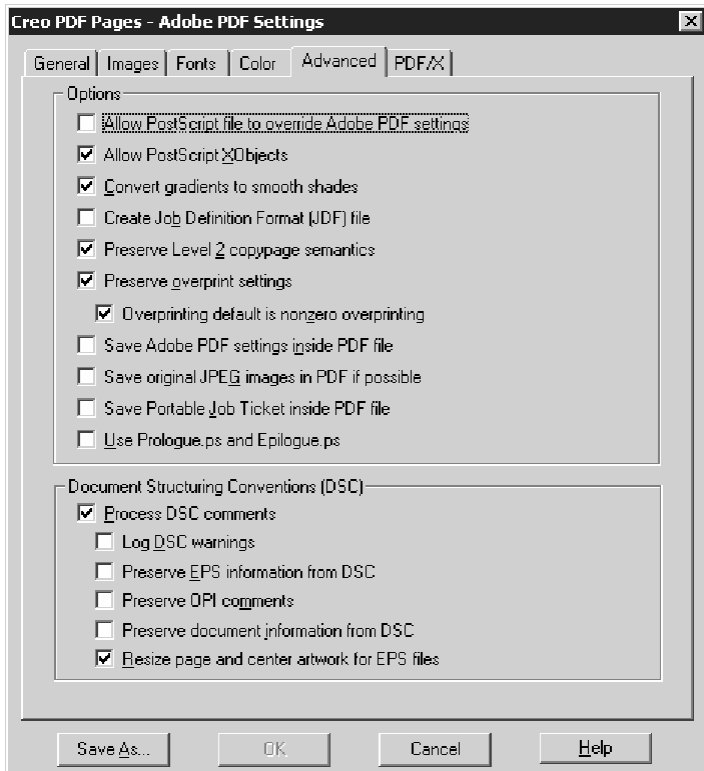 Creo PDF Pages - Adobe PDF Settings
General Images Fonts Color Advanced PDF/X
Options
Allow PostScript file to override Adobe PDF settings
Allow PostScript XObjects
Convert gradients to smooth shades
Create Job Definition Format (JDF) file
Preserve Level 2 copypage semantics
Preserve overprint settings
Overprinting default is nonzero overprinting
Save Adobe PDF settings inside PDF file
Save original JPEG images in PDF if possible
Save Portable Job Ticket inside PDF file
Use Prologue.ps and Epilogue.ps
Document Structuring Conventions (DSC)
Process DSC comments
Log DSC warnings
Preserve EPS information from DSC
Preserve OPI comments
Preserve document information from DSC
Resize page and center artwork for EPS files
Save As... OK Cancel Help